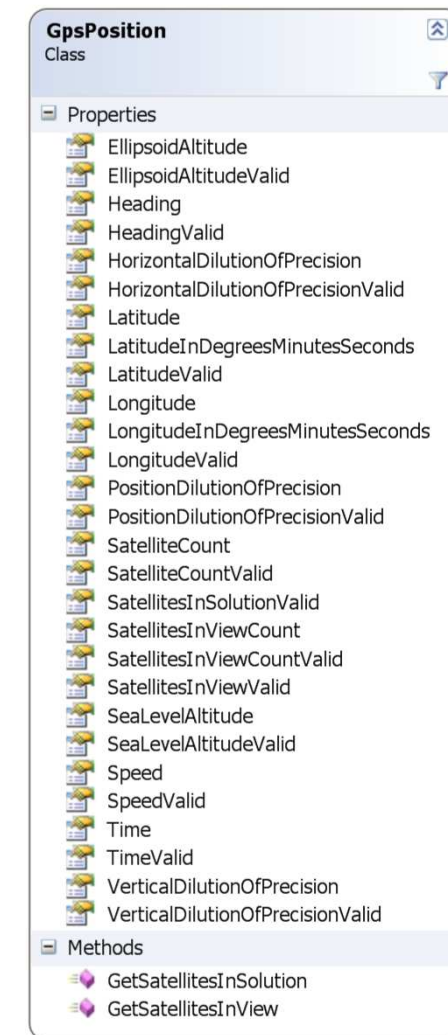 GpsPosition
Class
Properties
EllipsoidAltitude
EllipsoidAltitudeValid
Heading
HeadingValid
HorizontalDilutionOfPrecision
HorizontalDilutionOfPrecisionValid
Latitude
LatitudeInDegreesMinutesSeconds
LatitudeValid
Longitude
LongitudeInDegreesMinutesSeconds
LongitudeValid
PositionDilutionOfPrecision
PositionDilutionOfPrecisionValid
SatelliteCount
SatelliteCountValid
SatellitesInSolutionValid
SatellitesInViewCount
SatellitesInViewCountValid
SatellitesInViewValid
SeaLevelAltitude
SeaLevelAltitudeValid
Speed
SpeedValid
Time
TimeValid
VerticalDilutionOfPrecision
VerticalDilutionOfPrecisionValid
Methods
GetSatellitesInSolution
GetSatellitesInView